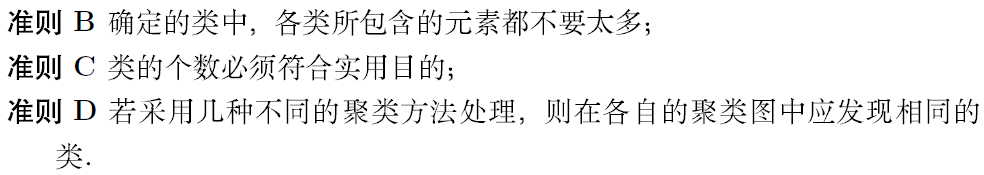 准则 B 确定的类中，各类所包含的元素都不要太多；
准则 C 类的个数必须符合实用目的；
准则 D 若采用几种不同的聚类方法处理，则在各自的聚类图中应发现相同的
类．